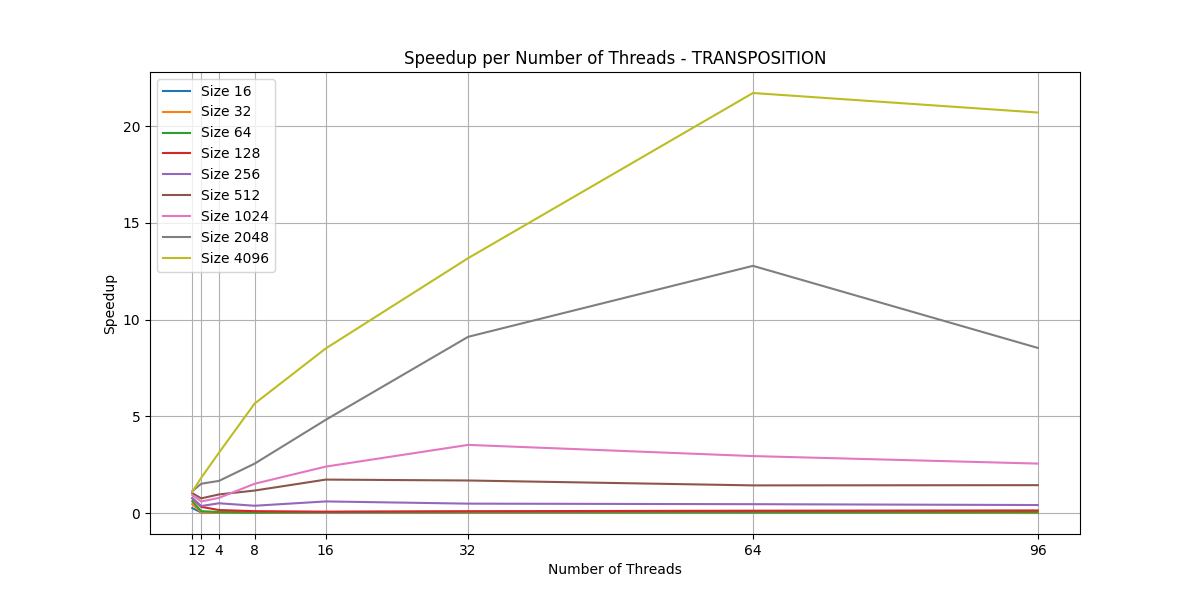 Speedup per Number of Threads - TRANSPOSITION
Size 16
Size 32
Size 64
Size 128
Size 256
Size 512
Size 1024
Size 2048
Size 4096
20
15
10
5
0
Speedup
1 2 4 8 16 32 64 96
Number of Threads